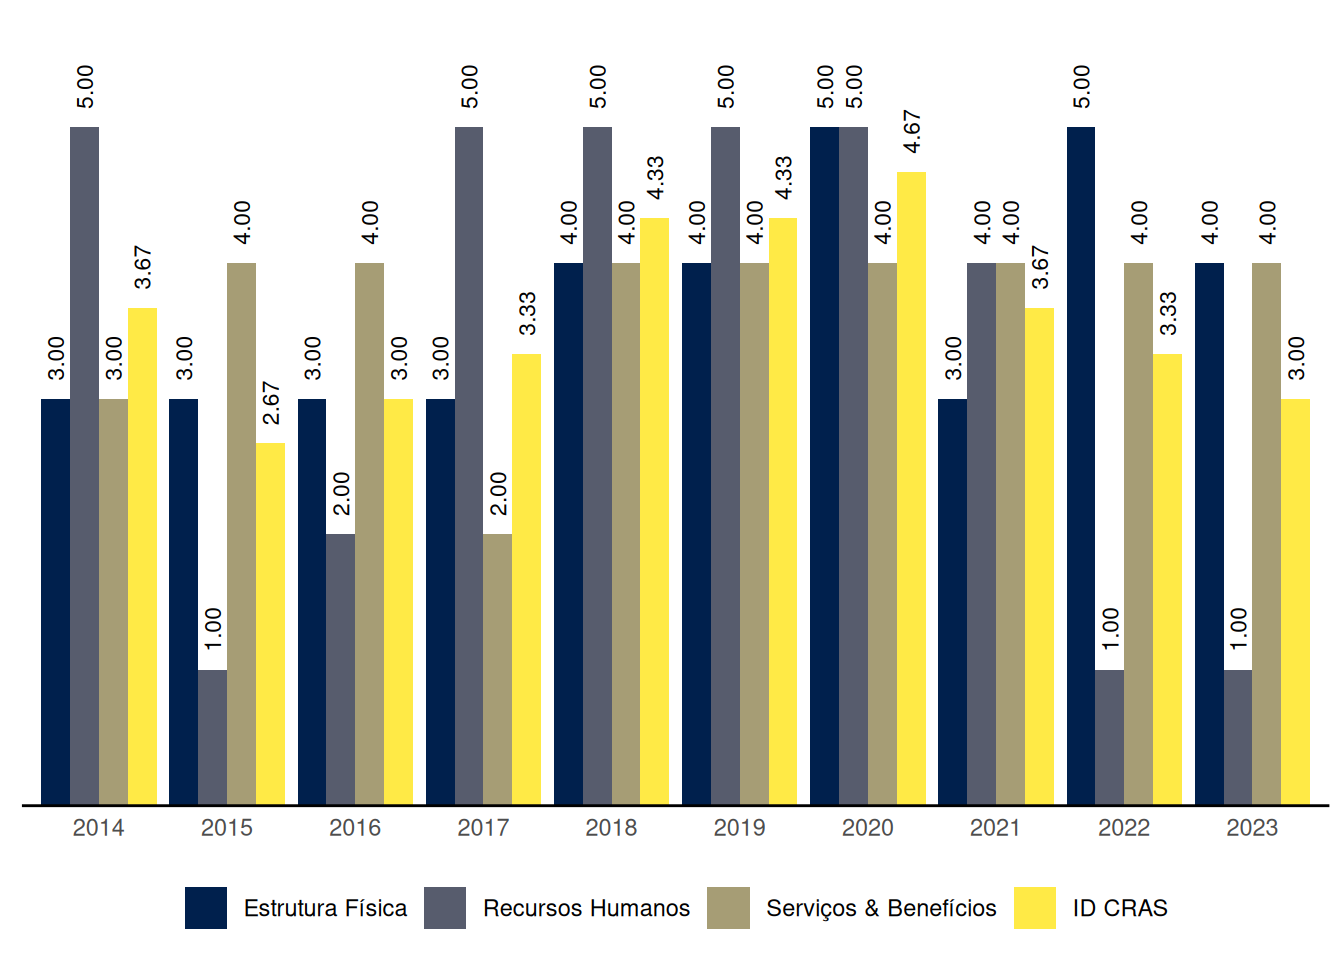 3.00 5.00 3.00 3.67 3.00 1.00 4.00 2.67 3.00 2.00 4.00 3.00 3.00 5.00 2.00 3.33 4.00 5.00 4.00 4.33 4.00 5.00 4.00 4.33 5.00 5.00 4.00 4.67 3.00 4.00 4.00 3.67 5.00 1.00 4.00 3.33 4.00 1.00 4.00 3.00
2014 2015 2016 2017 2018 2019 2020 2021 2022 2023
Estrutura Física Recursos Humanos Serviços & Benefícios ID CRAS